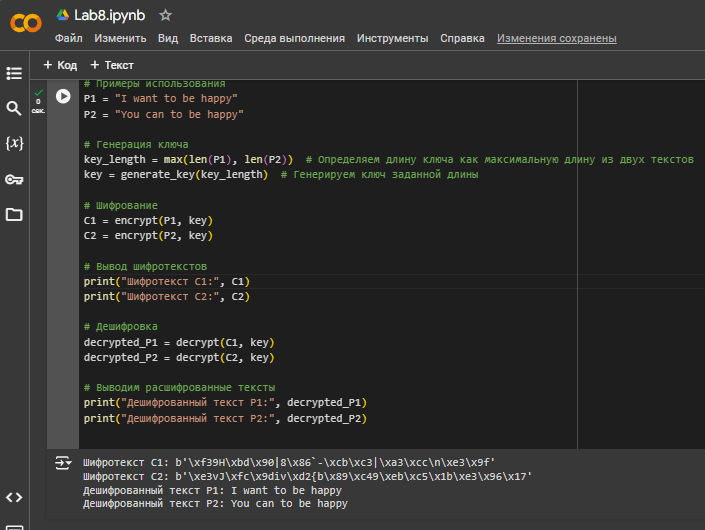 Lab8.ipynb
Файл Изменить Вид Вставка Среда выполнения Инструменты Справка Изменения сохранены
+ Код + Текст
0
сек.
# Примеры использования
P1 = "I want to be happy"
P2 = "You can to be happy"
# Генерация ключа
key_length = max(len(P1), len(P2))  # Определяем длину ключа как максимальную длину из двух текстов
key = generate_key(key_length)  # Генерируем ключ заданной длины
# Шифрование
C1 = encrypt(P1, key)
C2 = encrypt(P2, key)
# Вывод шифротекстов
print("Шифротекст C1:", C1)
print("Шифротекст C2:", C2)
# Дешифровка
decrypted_P1 = decrypt(C1, key)
decrypted_P2 = decrypt(C2, key)
# Выводим расшифрованные тексты
print("Дешифрованный текст P1:", decrypted_P1)
print("Дешифрованный текст P2:", decrypted_P2)
Шифротекст C1: b'\xf39H\xbd\x90|8\x86`-\xcb\xc3|\xa3\xcc\n\xe3\x9f'
Шифротекст C2: b'\xe3vJ\xfc\x9div\xd2{b\x89\xc49\xeb\xc5\x1b\xe3\x96\x17'
Дешифрованный текст P1: I want to be happy
Дешифрованный текст P2: You can to be happy